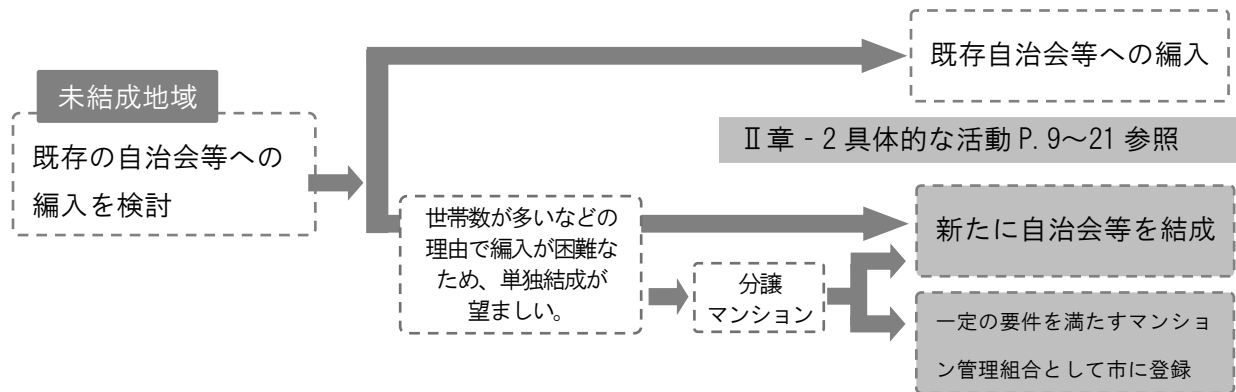 未結成地域
既存の自治会等への
編入を検討
既存自治会等への編入
Ⅱ章‐2 具体的な活動 P.9～21 参照
世帯数が多いなどの
理由で編入が困難な
ため、単独結成が
望ましい。
新たに自治会等を結成
分譲
マンション
一定の要件を満たすマンショ
ン管理組合として市に登録